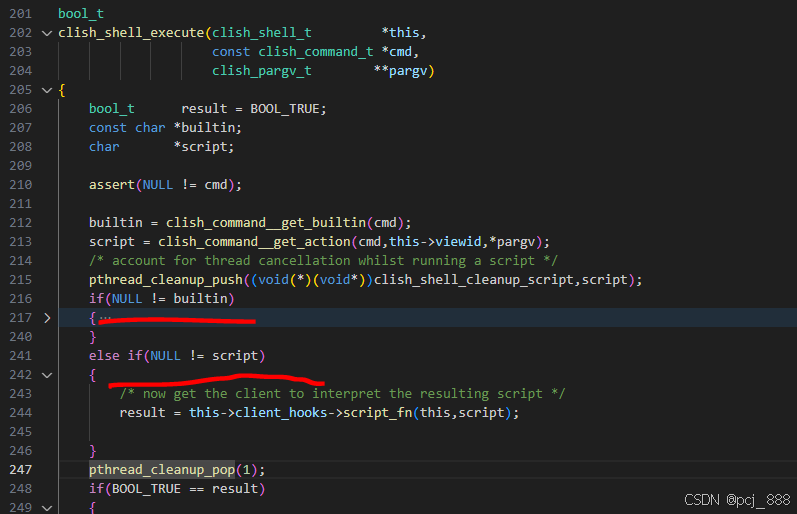 201 bool_t
202 clish_shell_execute(clish_shell_t *this,
203 const clish_command_t *cmd,
204 clish_pargv_t **pargv)
205 {
206 bool_t result = BOOL_TRUE;
207 const char *builtin;
208 char *script;
209
210 assert(NULL != cmd);
211
212 builtin = clish_command__get_builtin(cmd);
213 script = clish_command__get_action(cmd,this->viewid,*pargv);
214 /* account for thread cancellation whilst running a script */
215 pthread_cleanup_push((void(*)(void*))clish_shell_cleanup_script,script);
216 if(NULL != builtin)
217 { ⋯
240 }
241 else if(NULL != script)
242 {
243 /* now get the client to interpret the resulting script */
244 result = this->client_hooks->script_fn(this,script);
245
246 }
247 pthread_cleanup_pop(1);
248 if(BOOL_TRUE == result)
249 {
CSDN @pcj_888